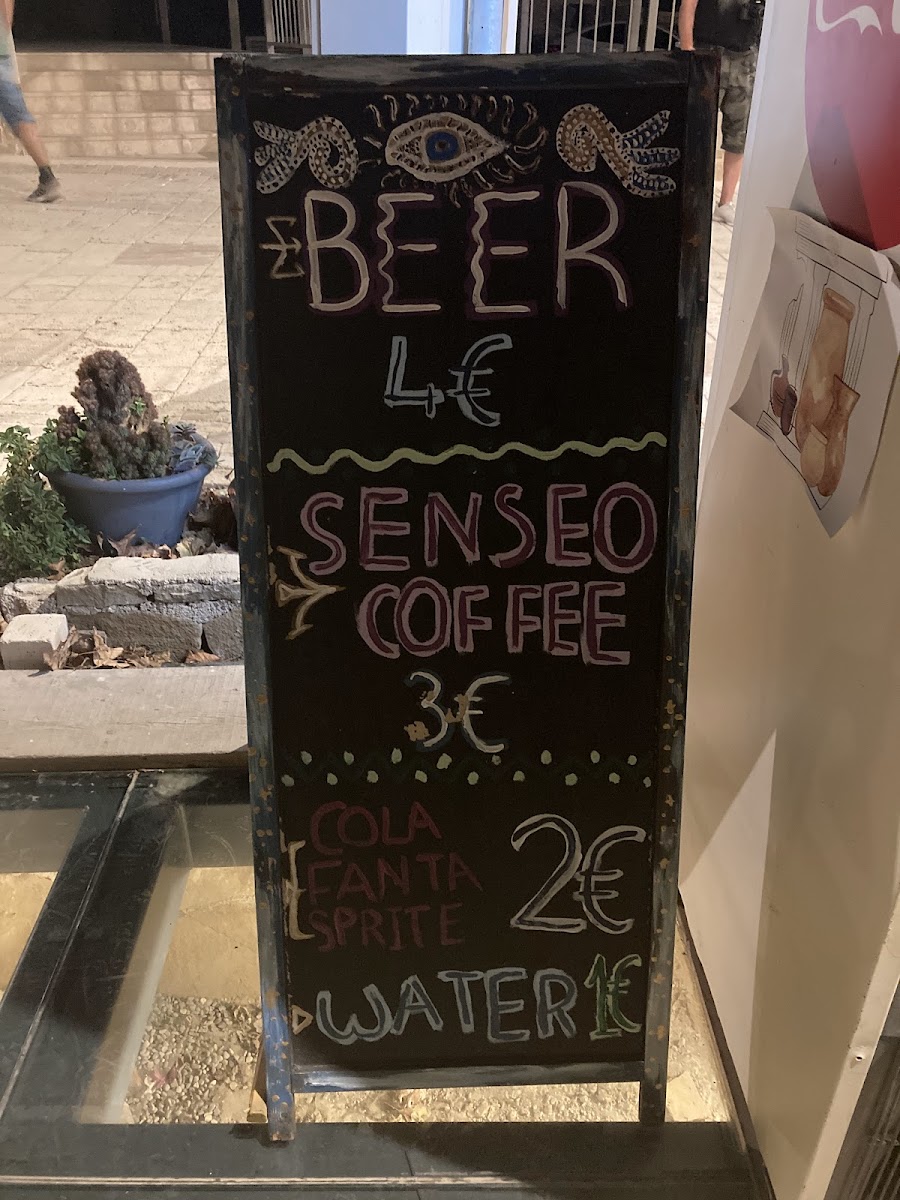 BEER
4€
SENSEO
COFFEE
3€
COLA
FANTA
SPRITE
2€
WATER 1€